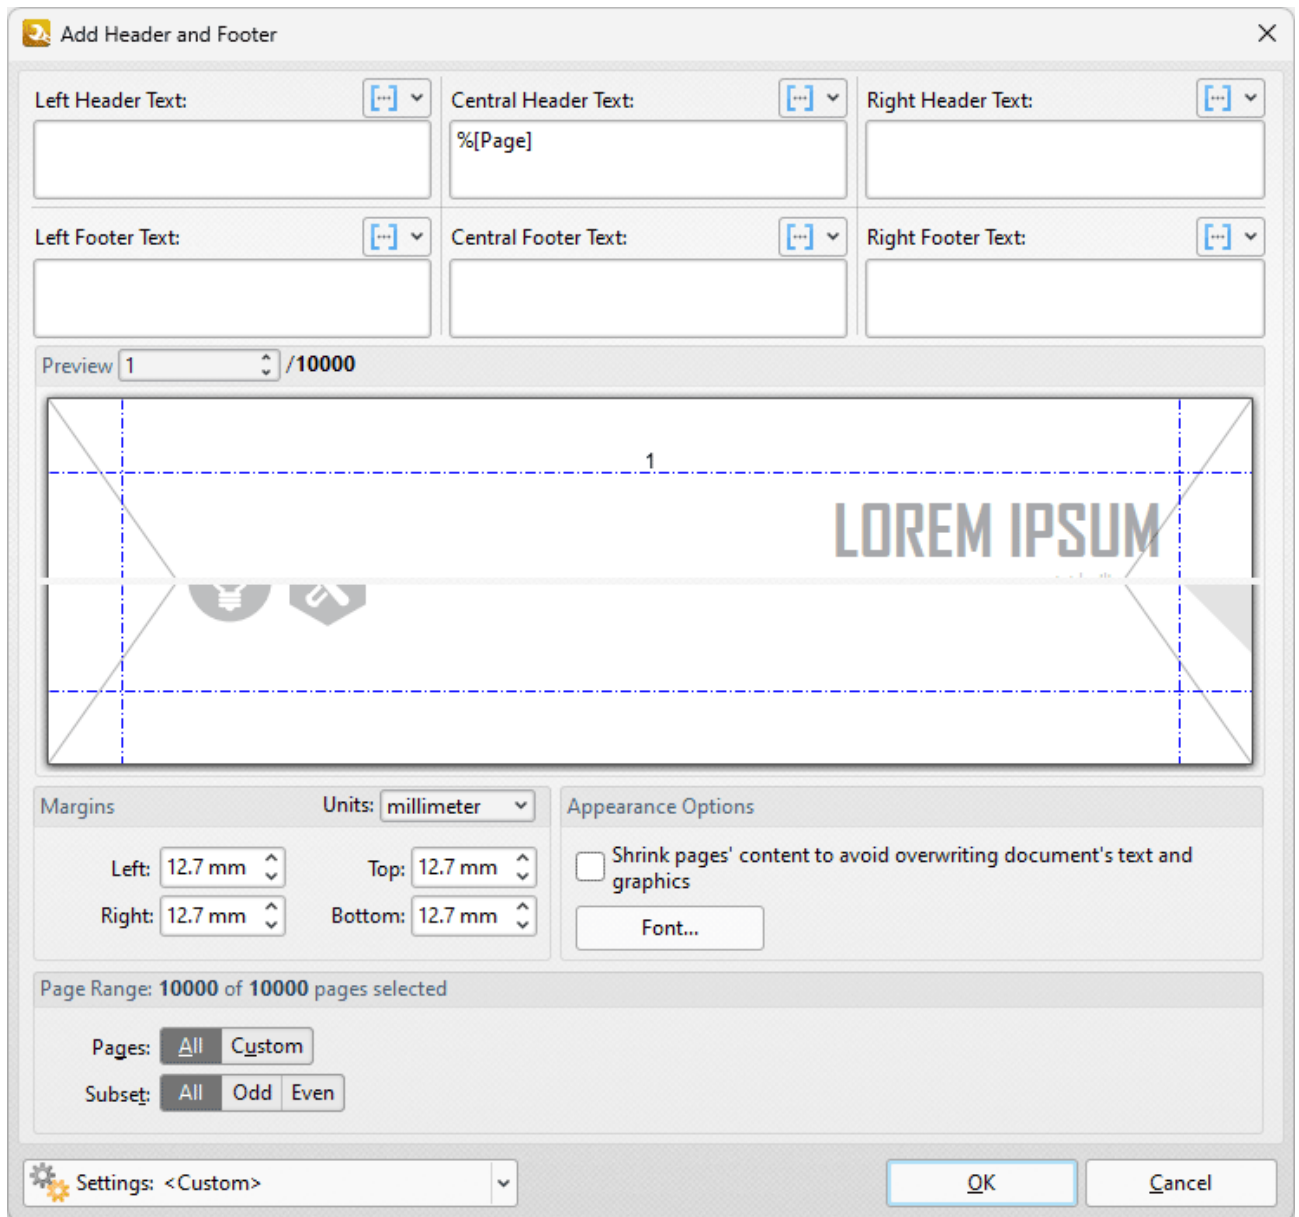 Add Header and Footer
Left Header Text:
Central Header Text:
Right Header Text:
%[Page]
Left Footer Text:
Central Footer Text:
Right Footer Text:
Preview 1 /10000
1
LOREM IPSUM
Margins
Units: millimeter
Appearance Options
Left: 12.7 mm Top: 12.7 mm
Right: 12.7 mm Bottom: 12.7 mm
Shrink pages' content to avoid overwriting document's text and
graphics
Font...
Page Range: 10000 of 10000 pages selected
Pages: All Custom
Subset: All Odd Even
Settings: <Custom>
OK
Cancel